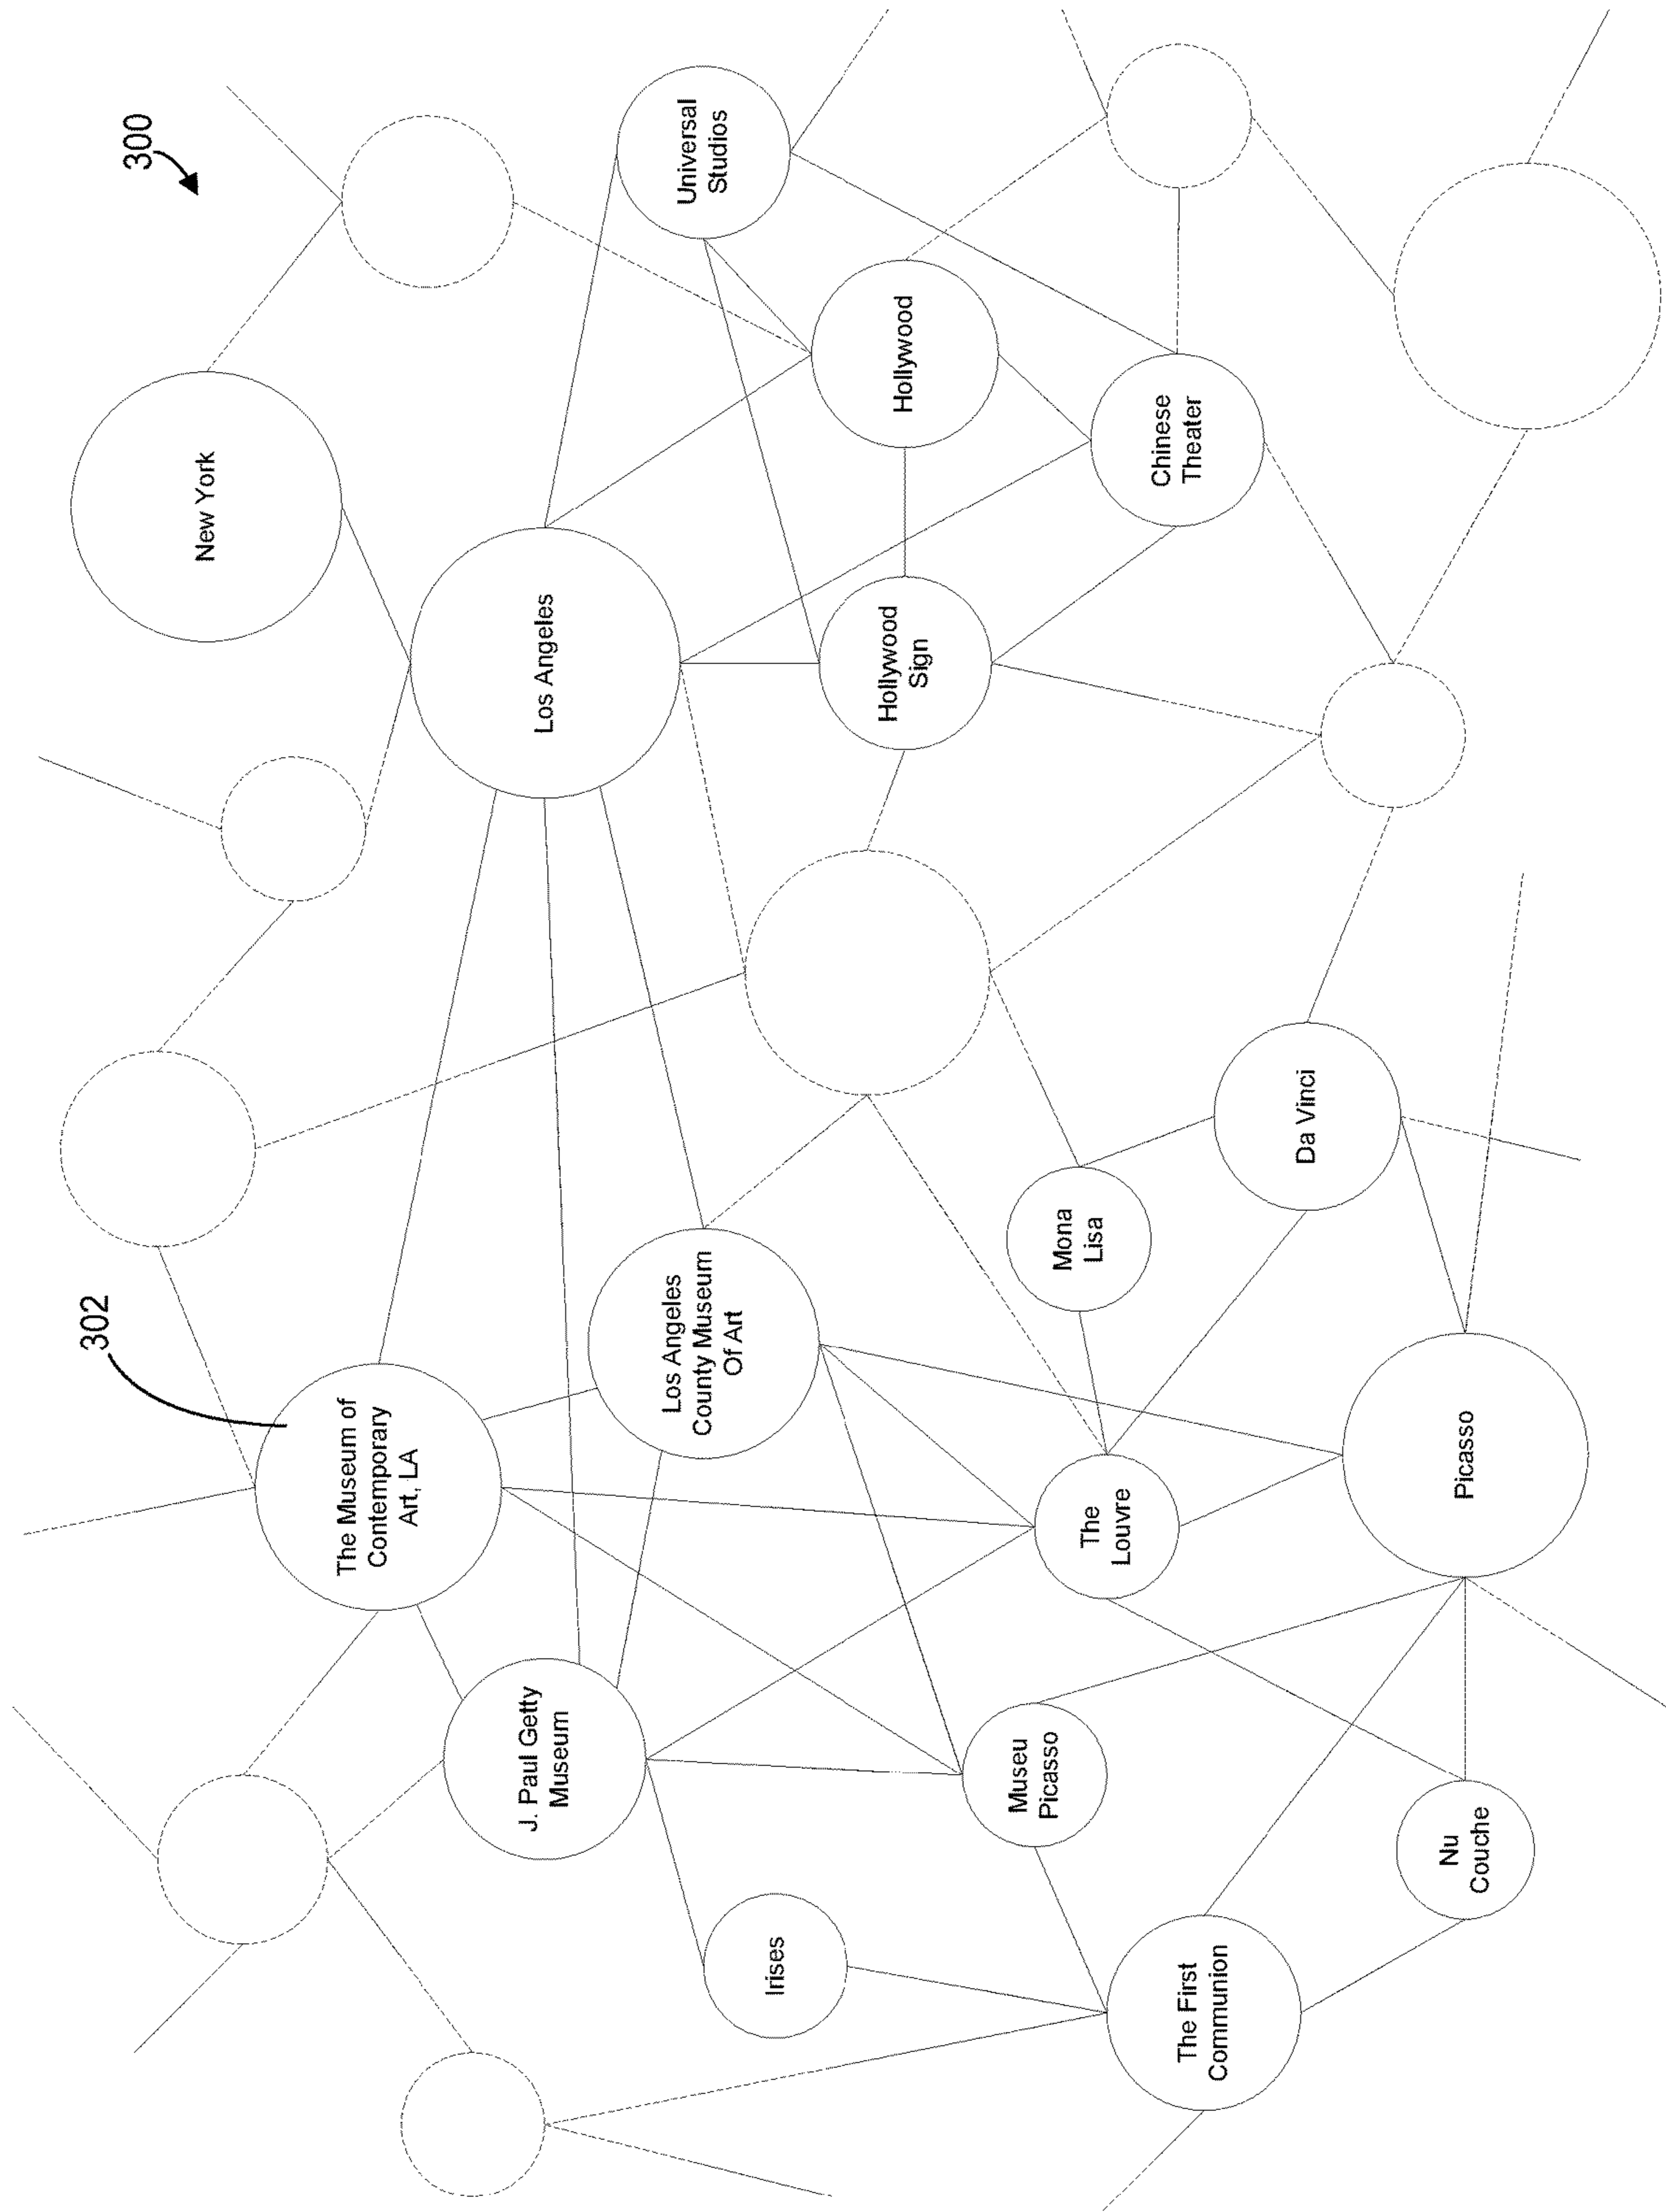 300
302
New York
Universal
Studios
Los Angeles
Hollywood
Hollywood
Sign
Chinese
Theater
The Museum of
Contemporary
Art, LA
Los Angeles
County Museum
Of Art
J. Paul Getty
Museum
Mona
Lisa
Da Vinci
The
Louvre
Picasso
Museu
Picasso
Irises
The First
Communion
Nu
Couche